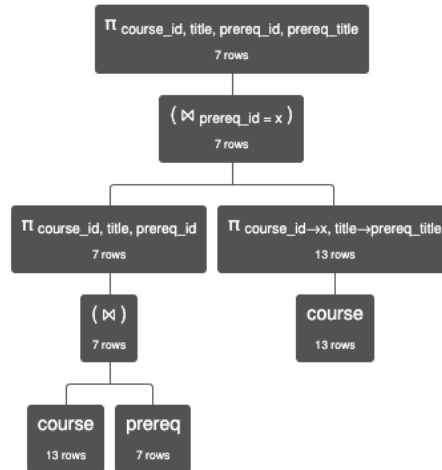 π course_id, title, prereq_id, prereq_title
7 rows
( ⋈ prereq_id = x )
7 rows
π course_id, title, prereq_id
7 rows
π course_id→x, title→prereq_title
13 rows
( ⋈ )
7 rows
course
13 rows
course
13 rows
prereq
7 rows